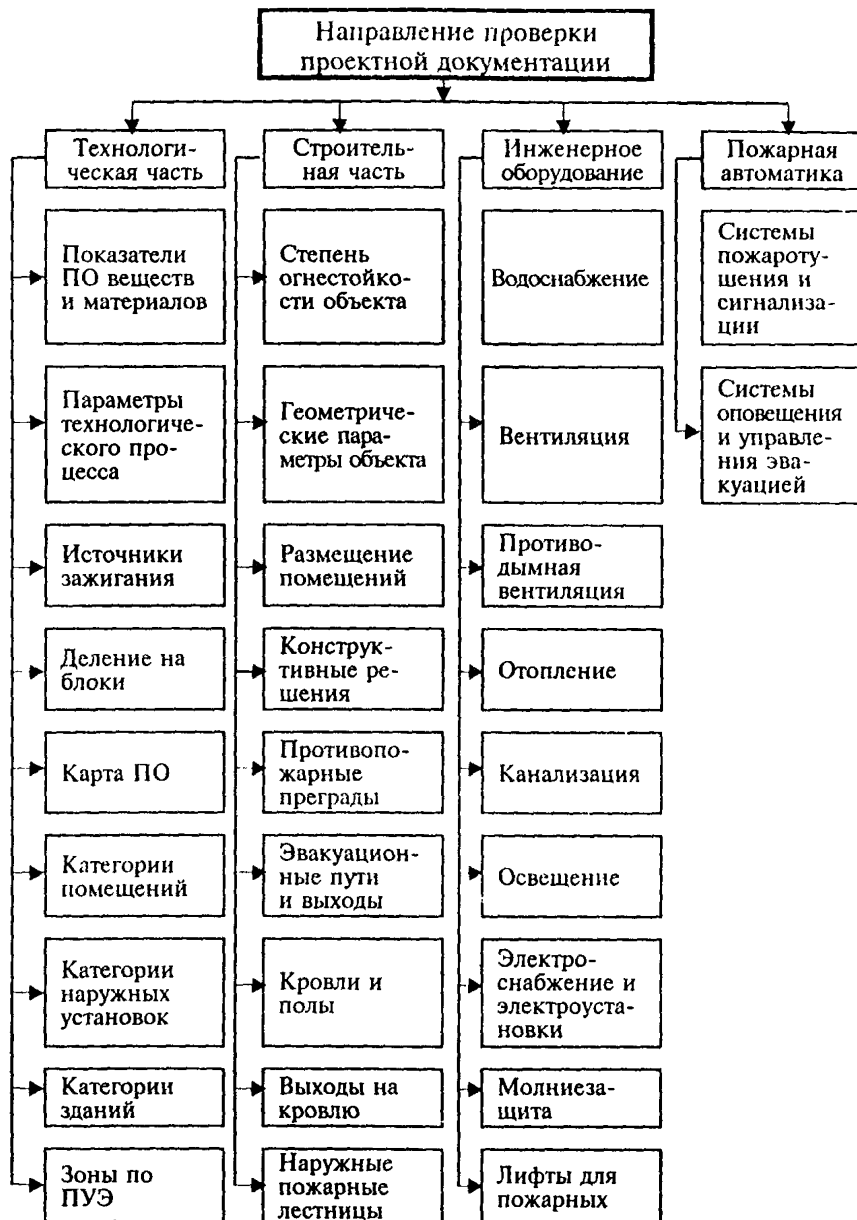 Направление проверки
проектной документации
Технологи-
ческая часть
Строитель-
ная часть
Инженерное
оборудование
Пожарная
автоматика
Показатели
ПО веществ
и материалов
Степень
огнестойко-
сти объекта
Водоснабжение
Системы
пожароту-
шения и
сигнализа-
ции
Параметры
технологиче-
ского про-
цесса
Геометриче-
ские пара-
метры объекта
Вентиляция
Системы
оповещения
и управле-
ния эва-
куацией
Источники
зажигания
Размещение
помещений
Противо-
дымная
вентиляция
Деление на
блоки
Конструк-
тивные ре-
шения
Отопление
Карта ПО
Противопо-
жарные
преграды
Канализация
Категории
помещений
Эвакуацион-
ные пути
и выходы
Освещение
Категории
наружных
установок
Кровли и
полы
Электро-
снабжение и
электроуста-
новки
Категории
зданий
Выходы на
кровлю
Молниеза-
щита
Зоны по
ПУЭ
Наружные
пожарные
лестницы
Лифты для
пожарных